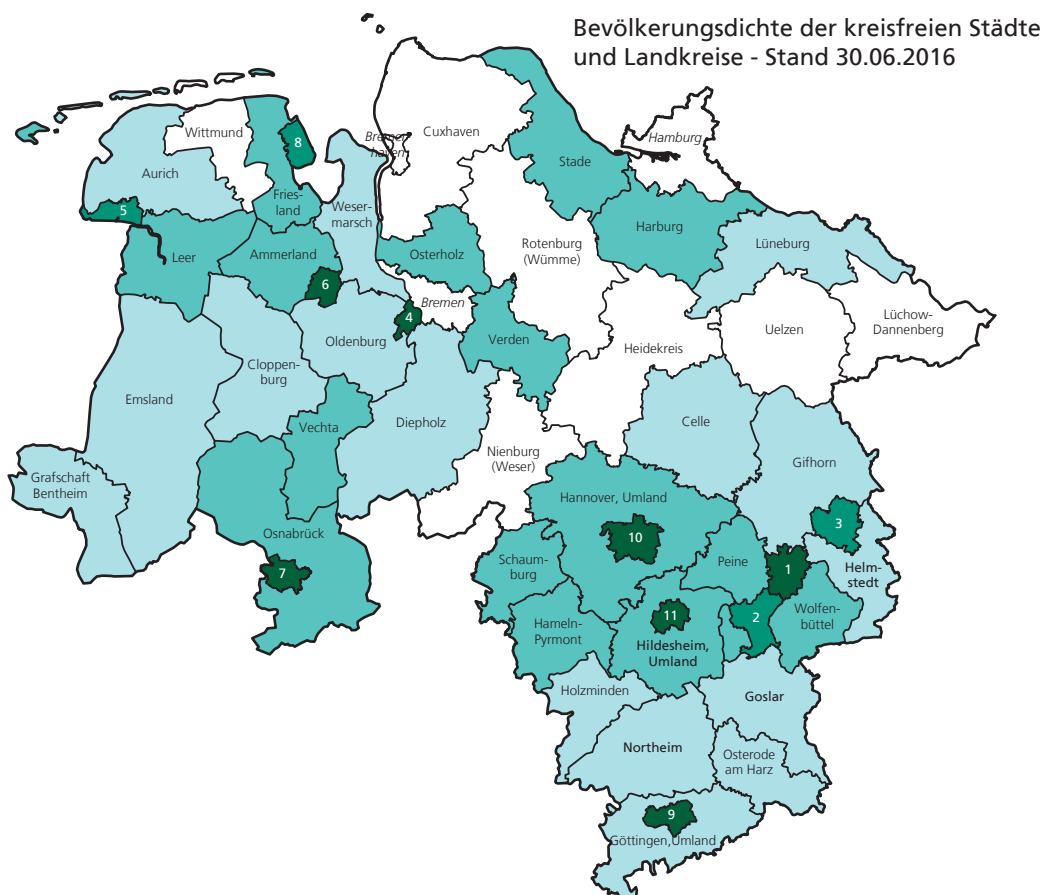 Bevölkerungsdichte der kreisfreien Städte
und Landkreise - Stand 30.06.2016
Wittmund
8
Bremer-
haven
Cuxhaven
Hamburg
Stade
Aurich
5
Fries-
land
Weser-
marsch
Harburg
Lüneburg
Leer
Ammerland
Osterholz
Rotenburg
(Wümme)
6
Bremen
4
Oldenburg
Verden
Heidekreis
Uelzen
Lüchow-
Dannenberg
Cloppen-
burg
Emsland
Vechta
Diepholz
Celle
Nienburg
(Weser)
Gifhorn
Grafschaft
Bentheim
Hannover, Umland
Osnabrück
10
3
7
Schaum-
burg
Peine
1
Helm-
stedt
11
2
Wolfen-
büttel
Hameln-
Pyrmont
Hildesheim,
Umland
Holzminden
Goslar
Northeim
Osterode
am Harz
9
Göttingen,Umland